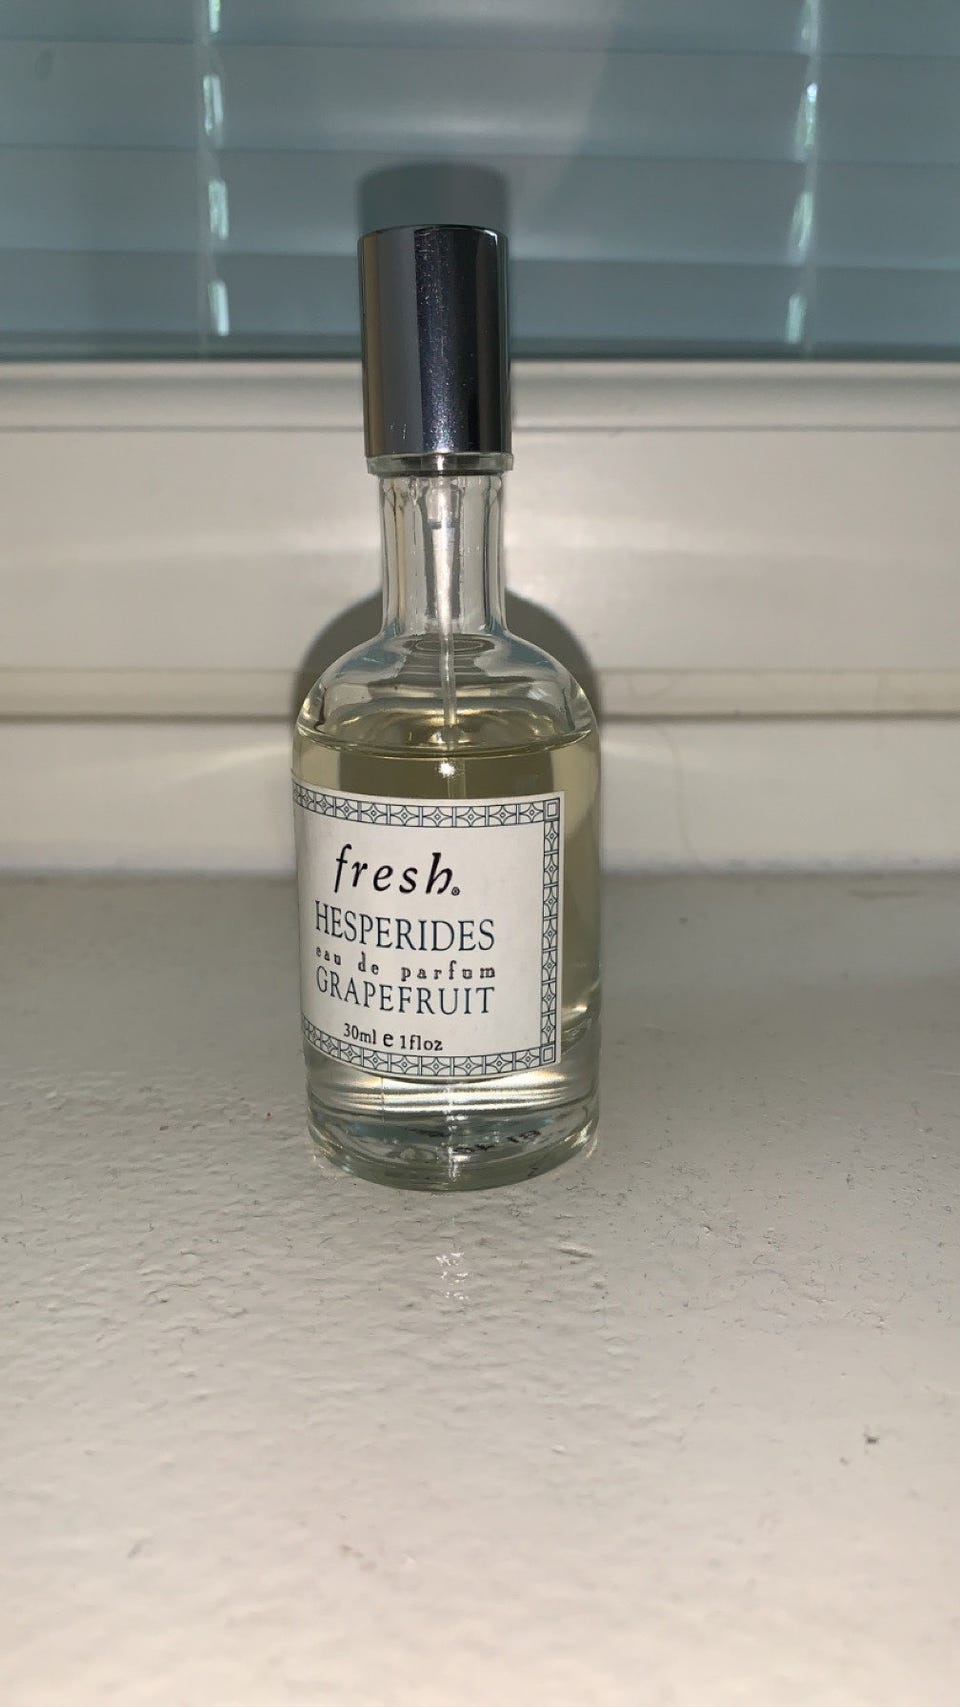 fresh®
HESPERIDES
eau de parfum
GRAPEFRUIT
30ml e 1floz